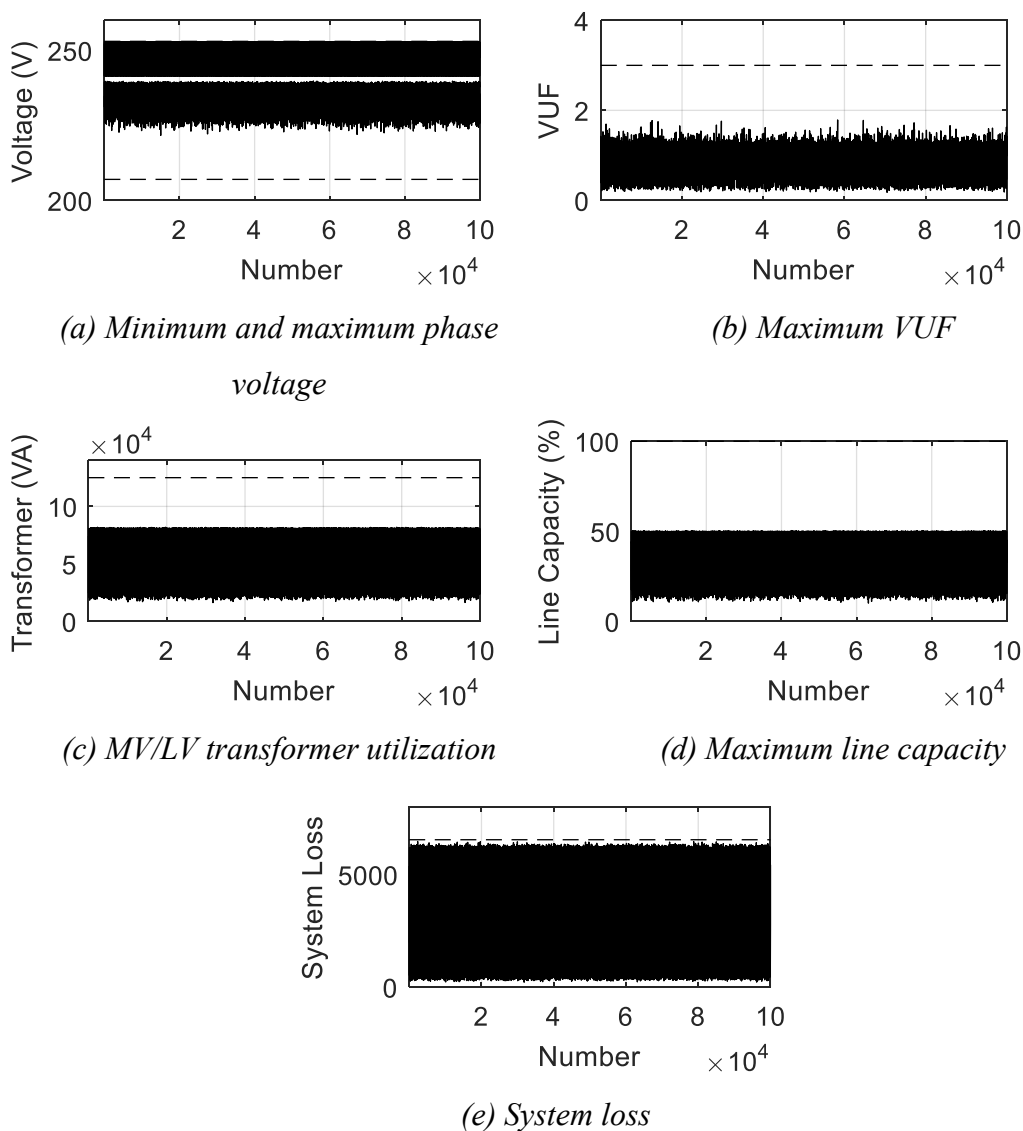 Voltage (V)
250
200
2 4 6 8 10
Number
×10^4
(a) Minimum and maximum phase
voltage
VUF
4
2
0
2 4 6 8 10
Number
×10^4
(b) Maximum VUF
×10^4
Transformer (VA)
10
5
0
2 4 6 8 10
Number
×10^4
(c) MV/LV transformer utilization
Line Capacity (%)
100
50
0
2 4 6 8 10
Number
×10^4
(d) Maximum line capacity
System Loss
5000
0
2 4 6 8 10
Number
×10^4
(e) System loss